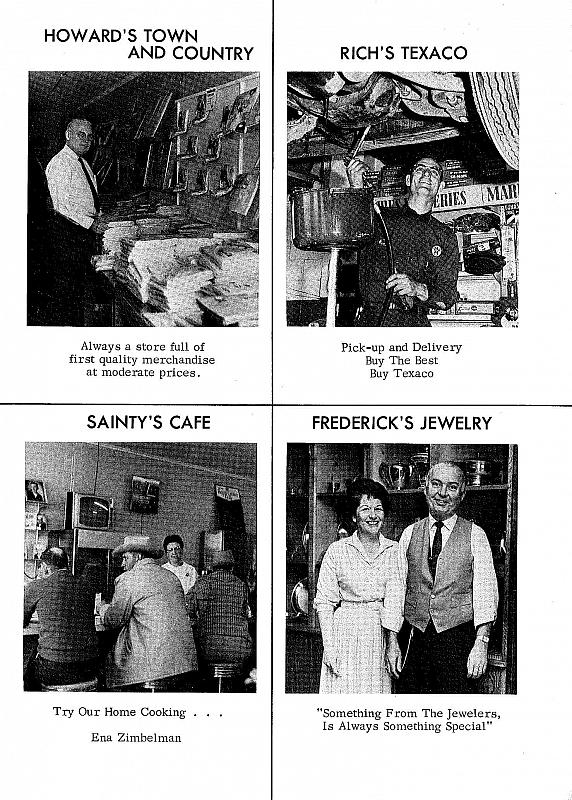 HOWARD'S TOWN
AND COUNTRY
Always a store full of
first quality merchandise
at moderate prices.
RICH'S TEXACO
ERIES MAR
Pick-up and Delivery
Buy The Best
Buy Texaco
SAINTY'S CAFE
Try Our Home Cooking . . .
Ena Zimbelman
FREDERICK'S JEWELRY
"Something From The Jewelers,
Is Always Something Special"